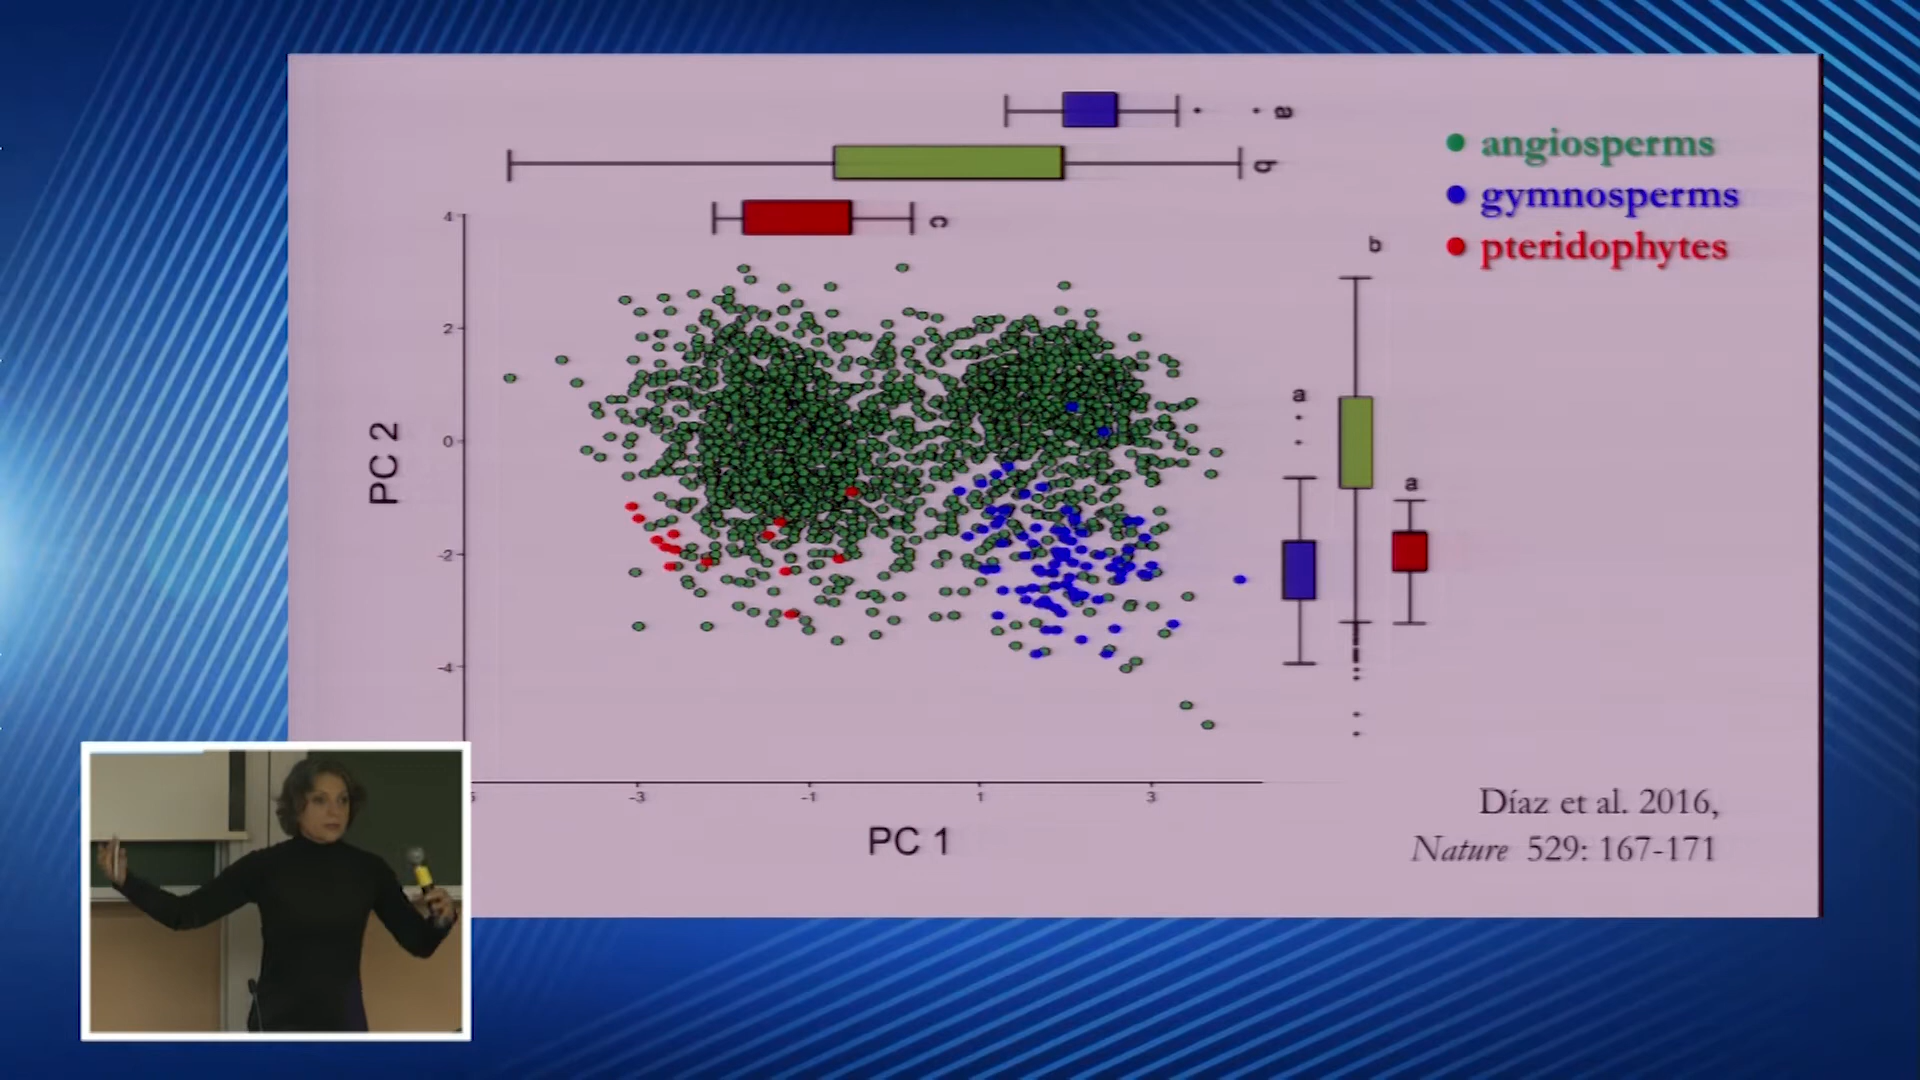 a
b
c
angiosperms
gymnosperms
pteridophytes
b
a
a
4
2
0
-2
-4
PC 2
-3
-1
1
3
PC 1
Díaz et al. 2016,
Nature 529: 167-171